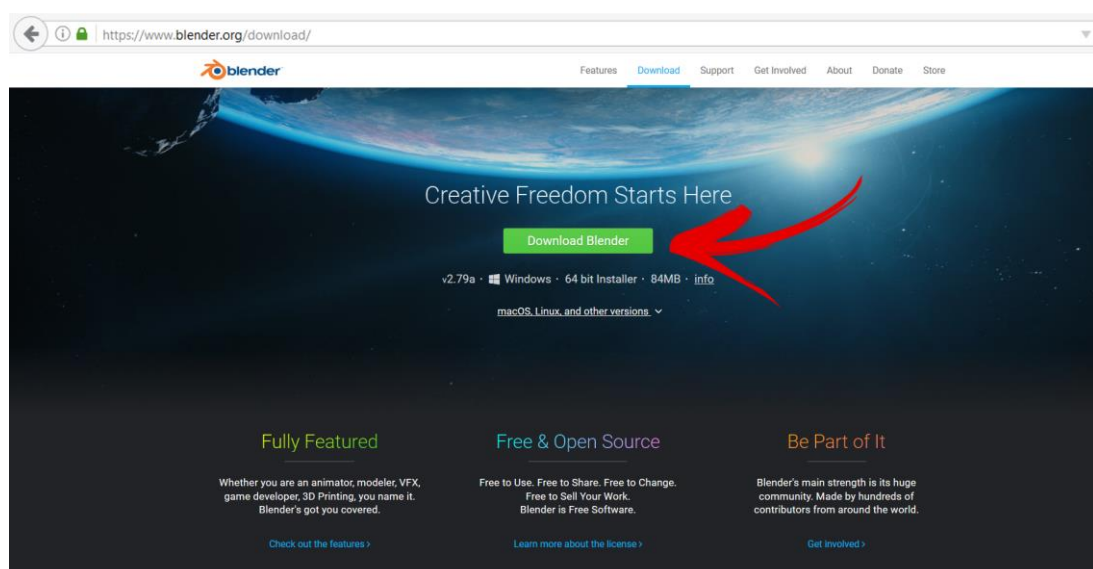 https://www.blender.org/download/
blender
Features Download Support Get Involved About Donate Store
Creative Freedom Starts Here
Download Blender
v2.79a · Windows · 64 bit Installer · 84MB · info
macOS, Linux, and other versions
Fully Featured
Whether you are an animator, modeler, VFX,
game developer, 3D Printing, you name it.
Blender's got you covered.
Check out the features ›
Free & Open Source
Free to Use. Free to Share. Free to Change.
Free to Sell Your Work.
Blender is Free Software.
Learn more about the license ›
Be Part of It
Blender's main strength is its huge
community. Made by hundreds of
contributors from around the world.
Get Involved ›